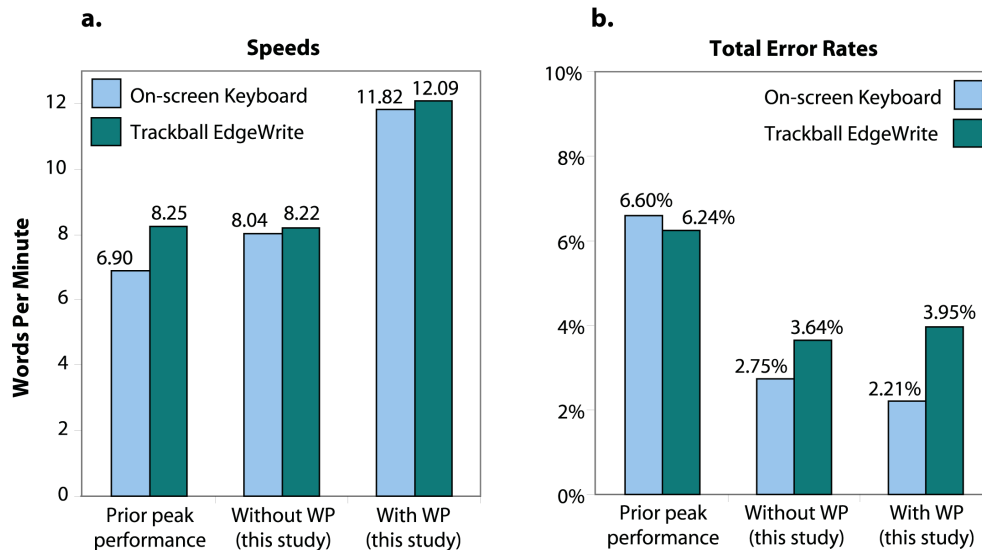 a.
Speeds
On-screen Keyboard
Trackball EdgeWrite
Words Per Minute
12
10
8
6
4
2
0
6.90
8.25
8.04
8.22
11.82
12.09
Prior peak
performance
Without WP
(this study)
With WP
(this study)
b.
Total Error Rates
On-screen Keyboard
Trackball EdgeWrite
10%
8%
6%
4%
2%
0%
6.60%
6.24%
2.75%
3.64%
2.21%
3.95%
Prior peak
performance
Without WP
(this study)
With WP
(this study)